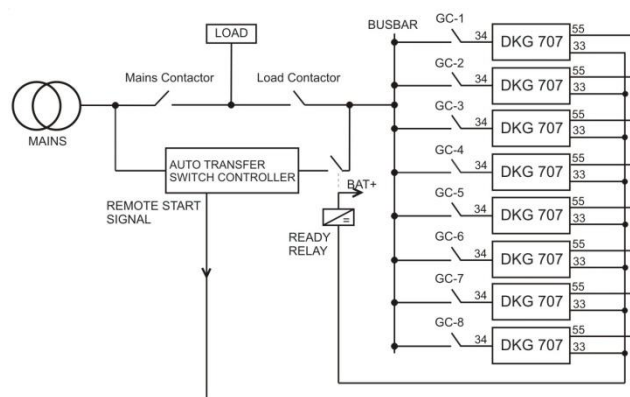 LOAD
BUSBAR
Mains Contactor
Load Contactor
MAINS
AUTO TRANSFER
SWITCH CONTROLLER
REMOTE START
SIGNAL
BAT+
=
READY
RELAY
GC-1 34 DKG 707 55 33
GC-2 34 DKG 707 55 33
GC-3 34 DKG 707 55 33
GC-4 34 DKG 707 55 33
GC-5 34 DKG 707 55 33
GC-6 34 DKG 707 55 33
GC-7 34 DKG 707 55 33
GC-8 34 DKG 707 55 33